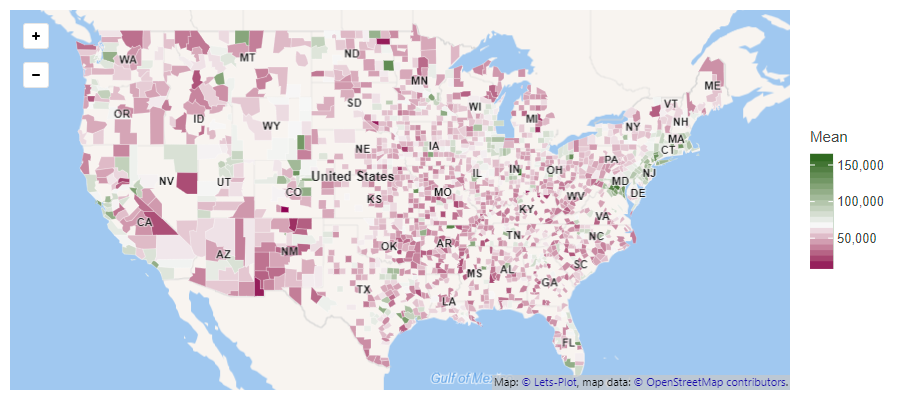 +
−
WA
MT
ND
MN
ME
OR
ID
SD
WI
MI
VT
NH
NY
MA
CT
WY
NE
IA
PA
NJ
NV
UT
United States
IL
IN
OH
MD
DE
CO
KS
MO
WV
KY
VA
CA
AZ
NM
OK
AR
TN
NC
SC
MS
AL
GA
TX
LA
FL
Gulf of Me
Map: © Lets-Plot, map data: © OpenStreetMap contributors.
Mean
150,000
100,000
50,000